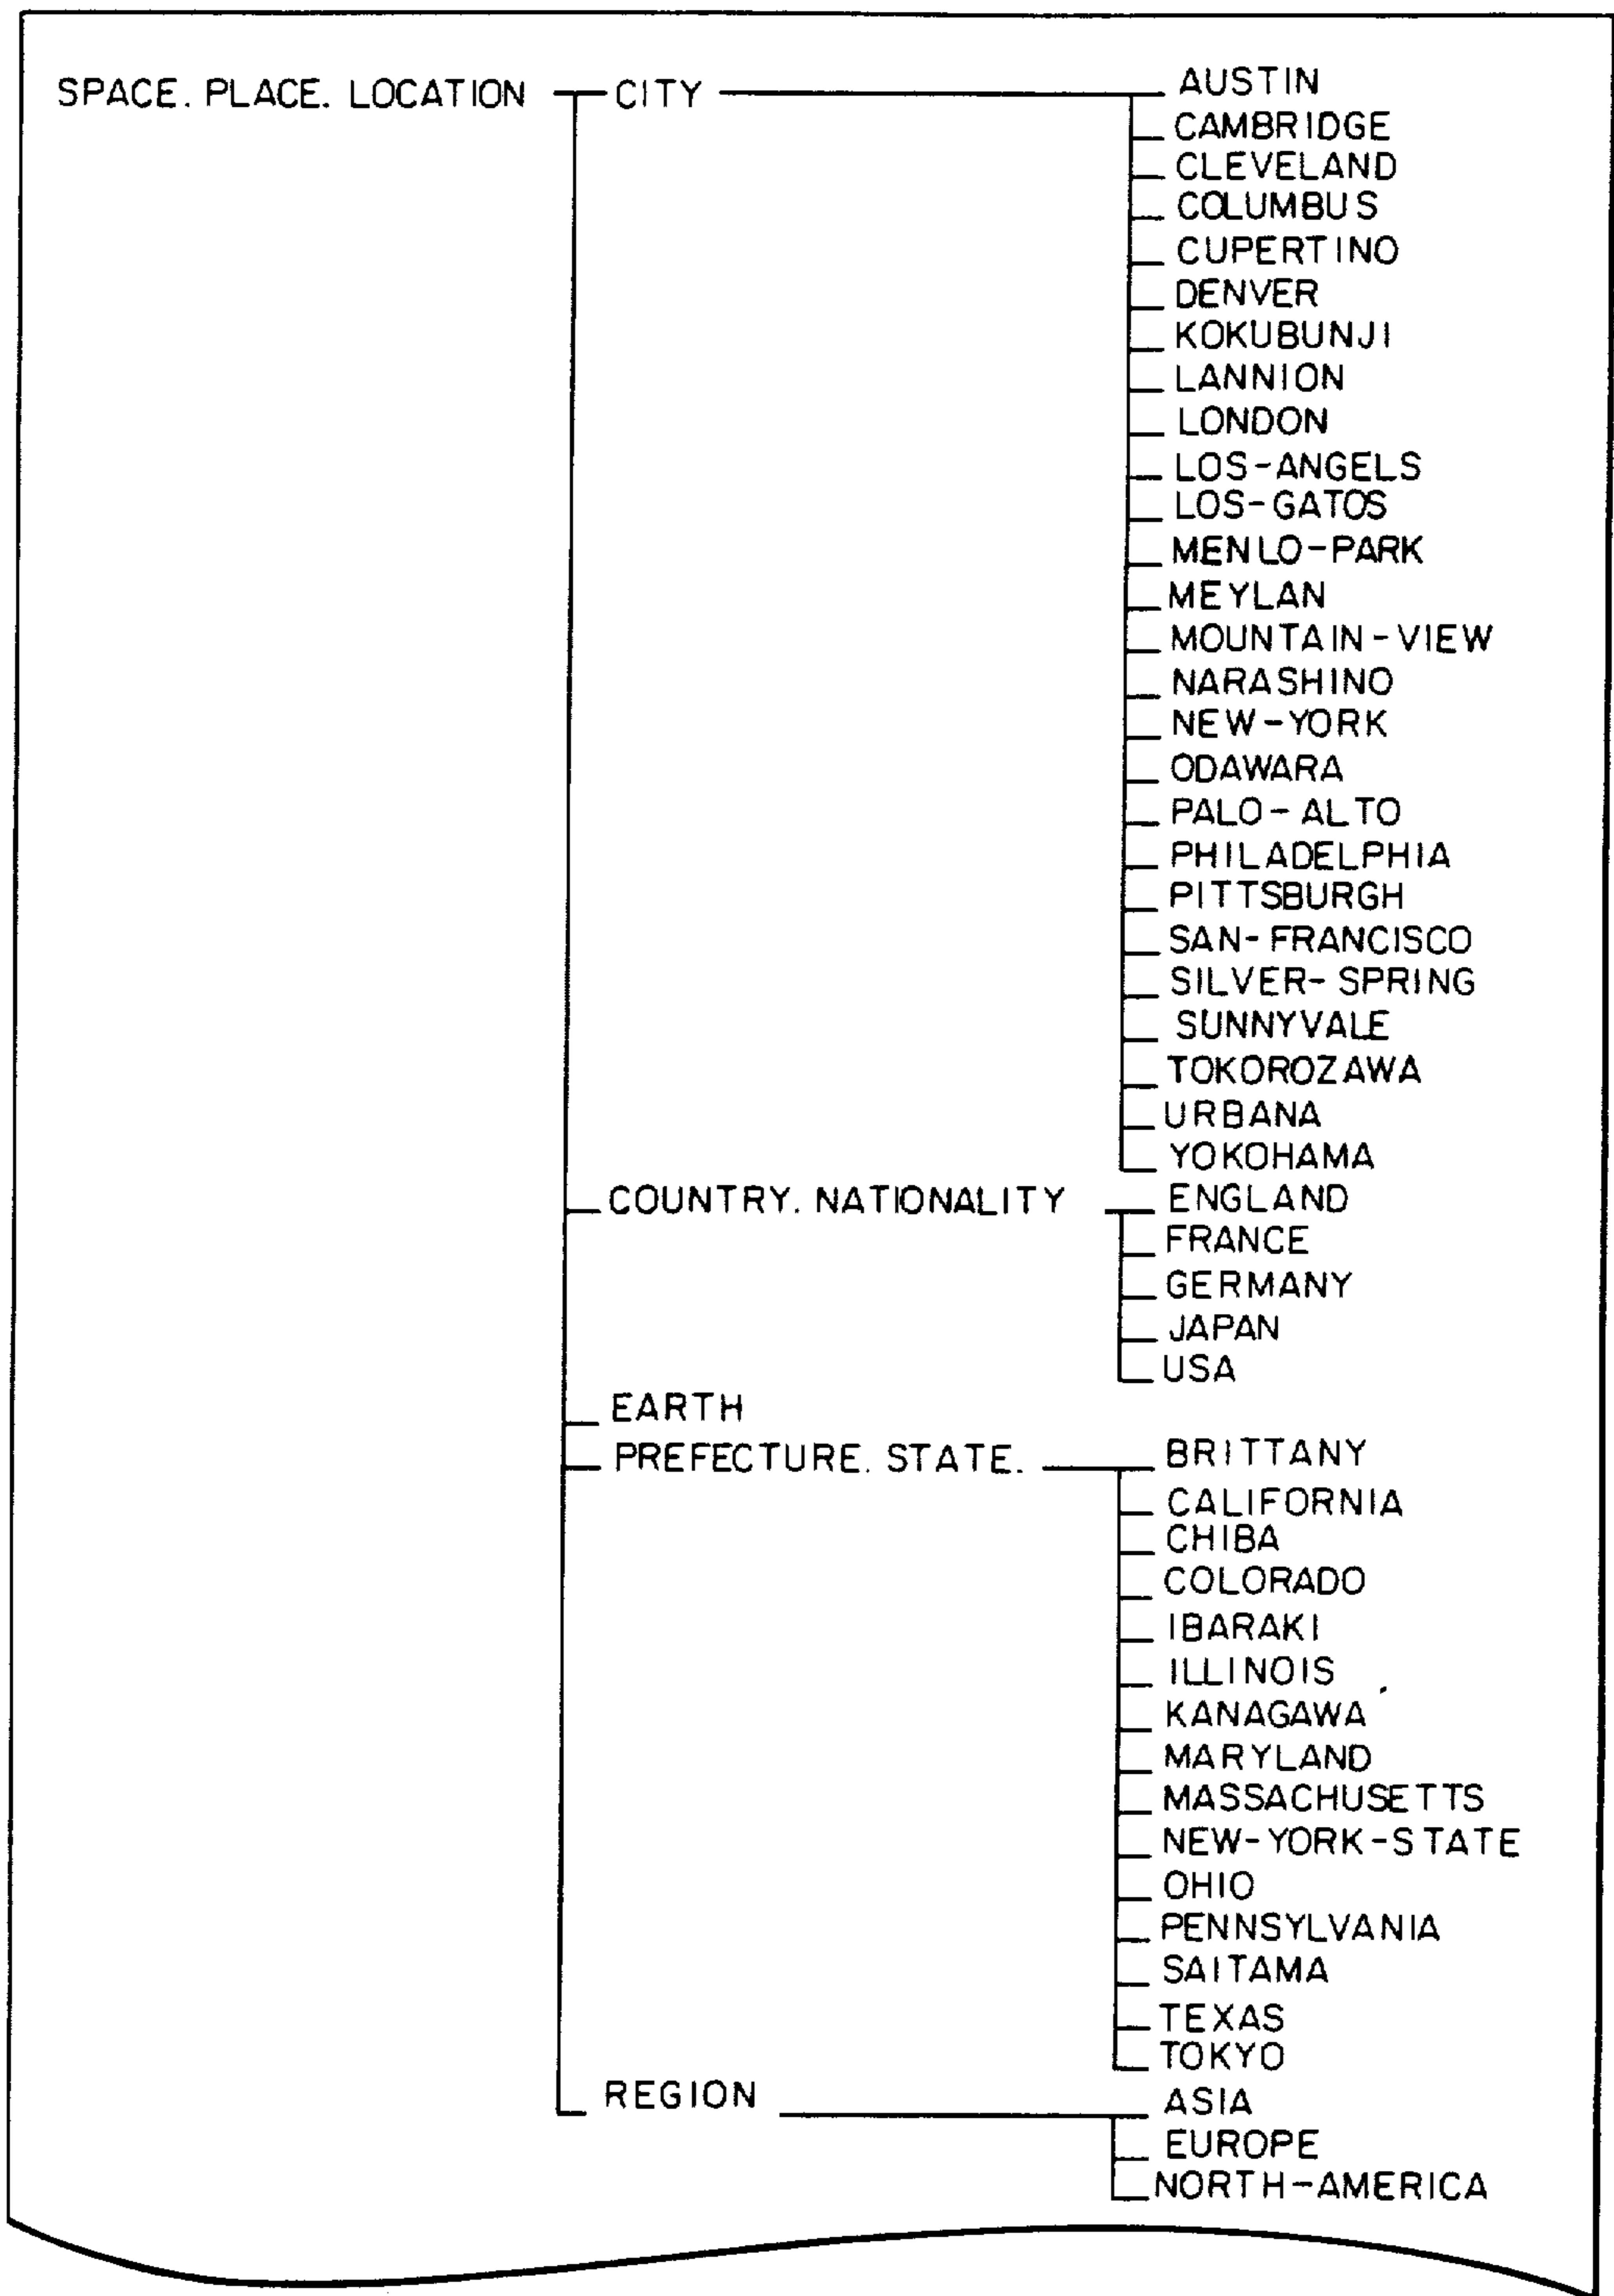 SPACE. PLACE. LOCATION CITY AUSTIN
CAMBRIDGE
CLEVELAND
COLUMBUS
CUPERTINO
DENVER
KOKUBUNJI
LANNION
LONDON
LOS-ANGELS
LOS-GATOS
MENLO-PARK
MEYLAN
MOUNTAIN-VIEW
NARASHINO
NEW-YORK
ODAWARA
PALO-ALTO
PHILADELPHIA
PITTSBURGH
SAN-FRANCISCO
SILVER-SPRING
SUNNYVALE
TOKOROZAWA
URBANA
YOKOHAMA
COUNTRY. NATIONALITY ENGLAND
FRANCE
GERMANY
JAPAN
USA
EARTH
PREFECTURE. STATE. BRITTANY
CALIFORNIA
CHIBA
COLORADO
IBARAKI
ILLINOIS
KANAGAWA
MARYLAND
MASSACHUSETTS
NEW-YORK-STATE
OHIO
PENNSYLVANIA
SAITAMA
TEXAS
TOKYO
REGION ASIA
EUROPE
NORTH-AMERICA